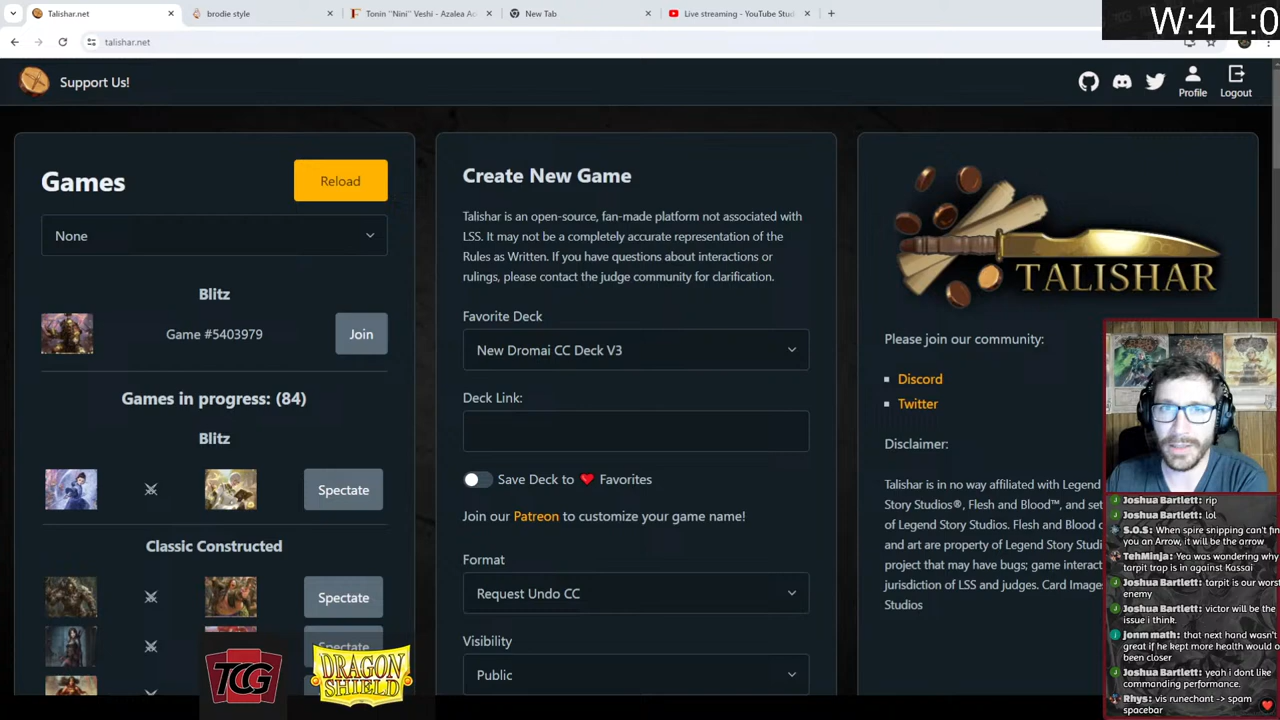 Talishar.net
brodie style
Tonin "Nini" Veshi - Azalea A
New Tab
Live streaming - YouTube Stud
W:4 L:0
talishar.net
Support Us!
Profile
Logout
Games
Reload
None
Blitz
Game #5403979
Join
Games in progress: (84)
Blitz
Spectate
Classic Constructed
Spectate
Spectate
Create New Game
Talishar is an open-source, fan-made platform not associated with
LSS. It may not be a completely accurate representation of the
Rules as Written. If you have questions about interactions or
rulings, please contact the judge community for clarification.
Favorite Deck
New Dromai CC Deck V3
Deck Link:
Save Deck to ❤️ Favorites
Join our Patreon to customize your game name!
Format
Request Undo CC
Visibility
Public
TALISHAR
Please join our community:
Discord
Twitter
Disclaimer:
Talishar is in no way affiliated with Legend
Story Studios®, Flesh and Blood™, and set
of Legend Story Studios. Flesh and Blood c
and art are property of Legend Story Studios
project that may have bugs; game interact
jurisdiction of LSS and judges. Card Images
Studios
Joshua Bartlett: rip
Joshua Bartlett: lol
S.O.S: When spire snipping can't fin
you an Arrow, it will be the arrow
TehMinja: Yea was wondering why
tarpit trap is in against Kassai
Joshua Bartlett: tarpit is our worst
enemy
Joshua Bartlett: victor will be the
issue i think.
jonm math: that next hand wasn't
great if he kept more health would o
been closer
Joshua Bartlett: yeah i dont like
commanding performance.
Rhys: vis runechant -> spam
spacebar
TCG
DRAGON
SHIELD